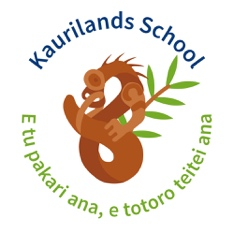 Kaurilands School
E tu pakari ana, e totoro teitei ana